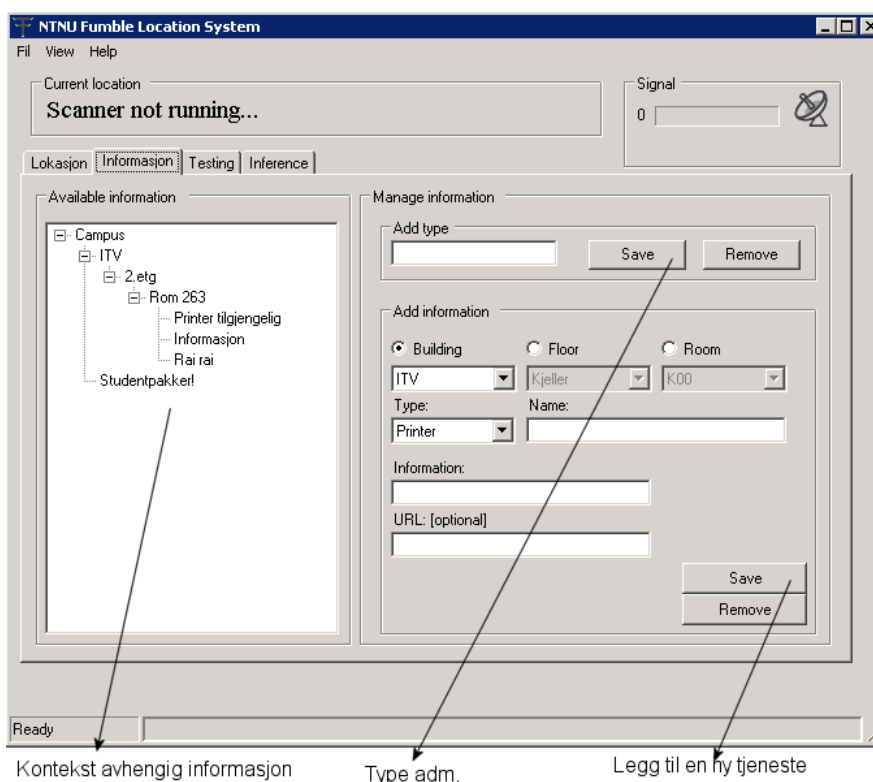 NTNU Fumble Location System
Fil View Help
Current location
Scanner not running...
Signal
0
Lokasjon Informasjon Testing Inference
Available information
Campus
ITV
2.etg
Rom 263
Printer tilgjengelig
Informasjon
Rai rai
Studentpakker!
Manage information
Add type
Save Remove
Add information
Building Floor Room
ITV Kjeller K00
Type: Name:
Printer
Information:
URL: [optional]
Save
Remove
Ready
Kontekst avhengig informasjon
Type adm.
Legg til en ny tjeneste